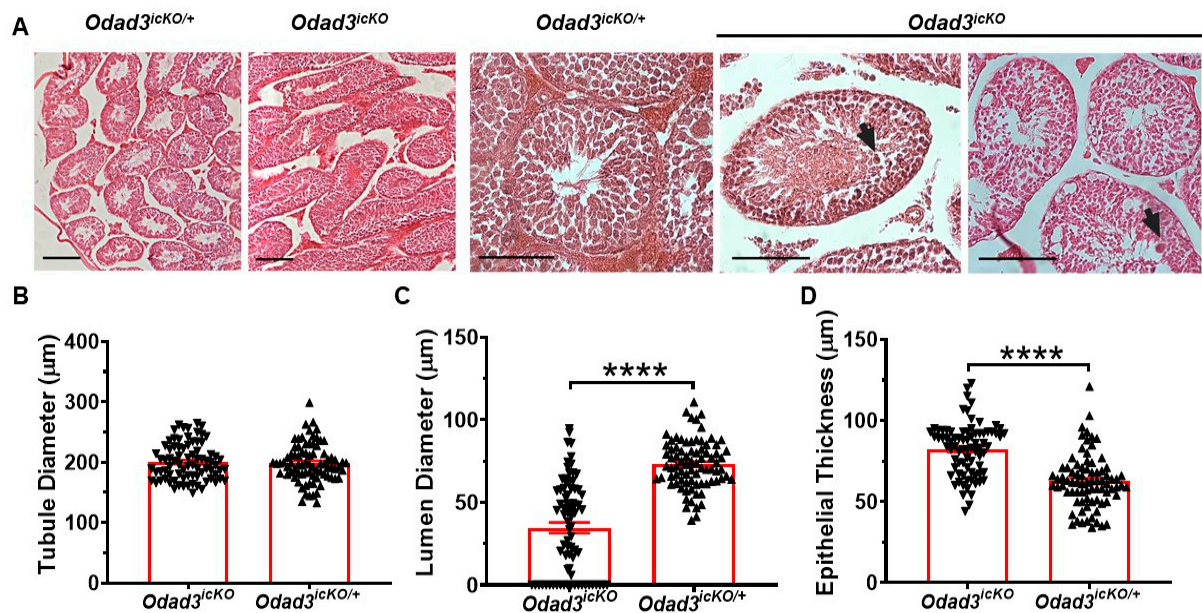 A
Odad3icKO/+
Odad3icKO
Odad3icKO/+
Odad3icKO
B
Tubule Diameter (μm)
400
300
200
100
0
Odad3icKO
Odad3icKO/+
C
Lumen Diameter (μm)
150
100
50
0
****
Odad3icKO
Odad3icKO/+
D
Epithelial Thickness (μm)
150
100
50
0
****
Odad3icKO
Odad3icKO/+